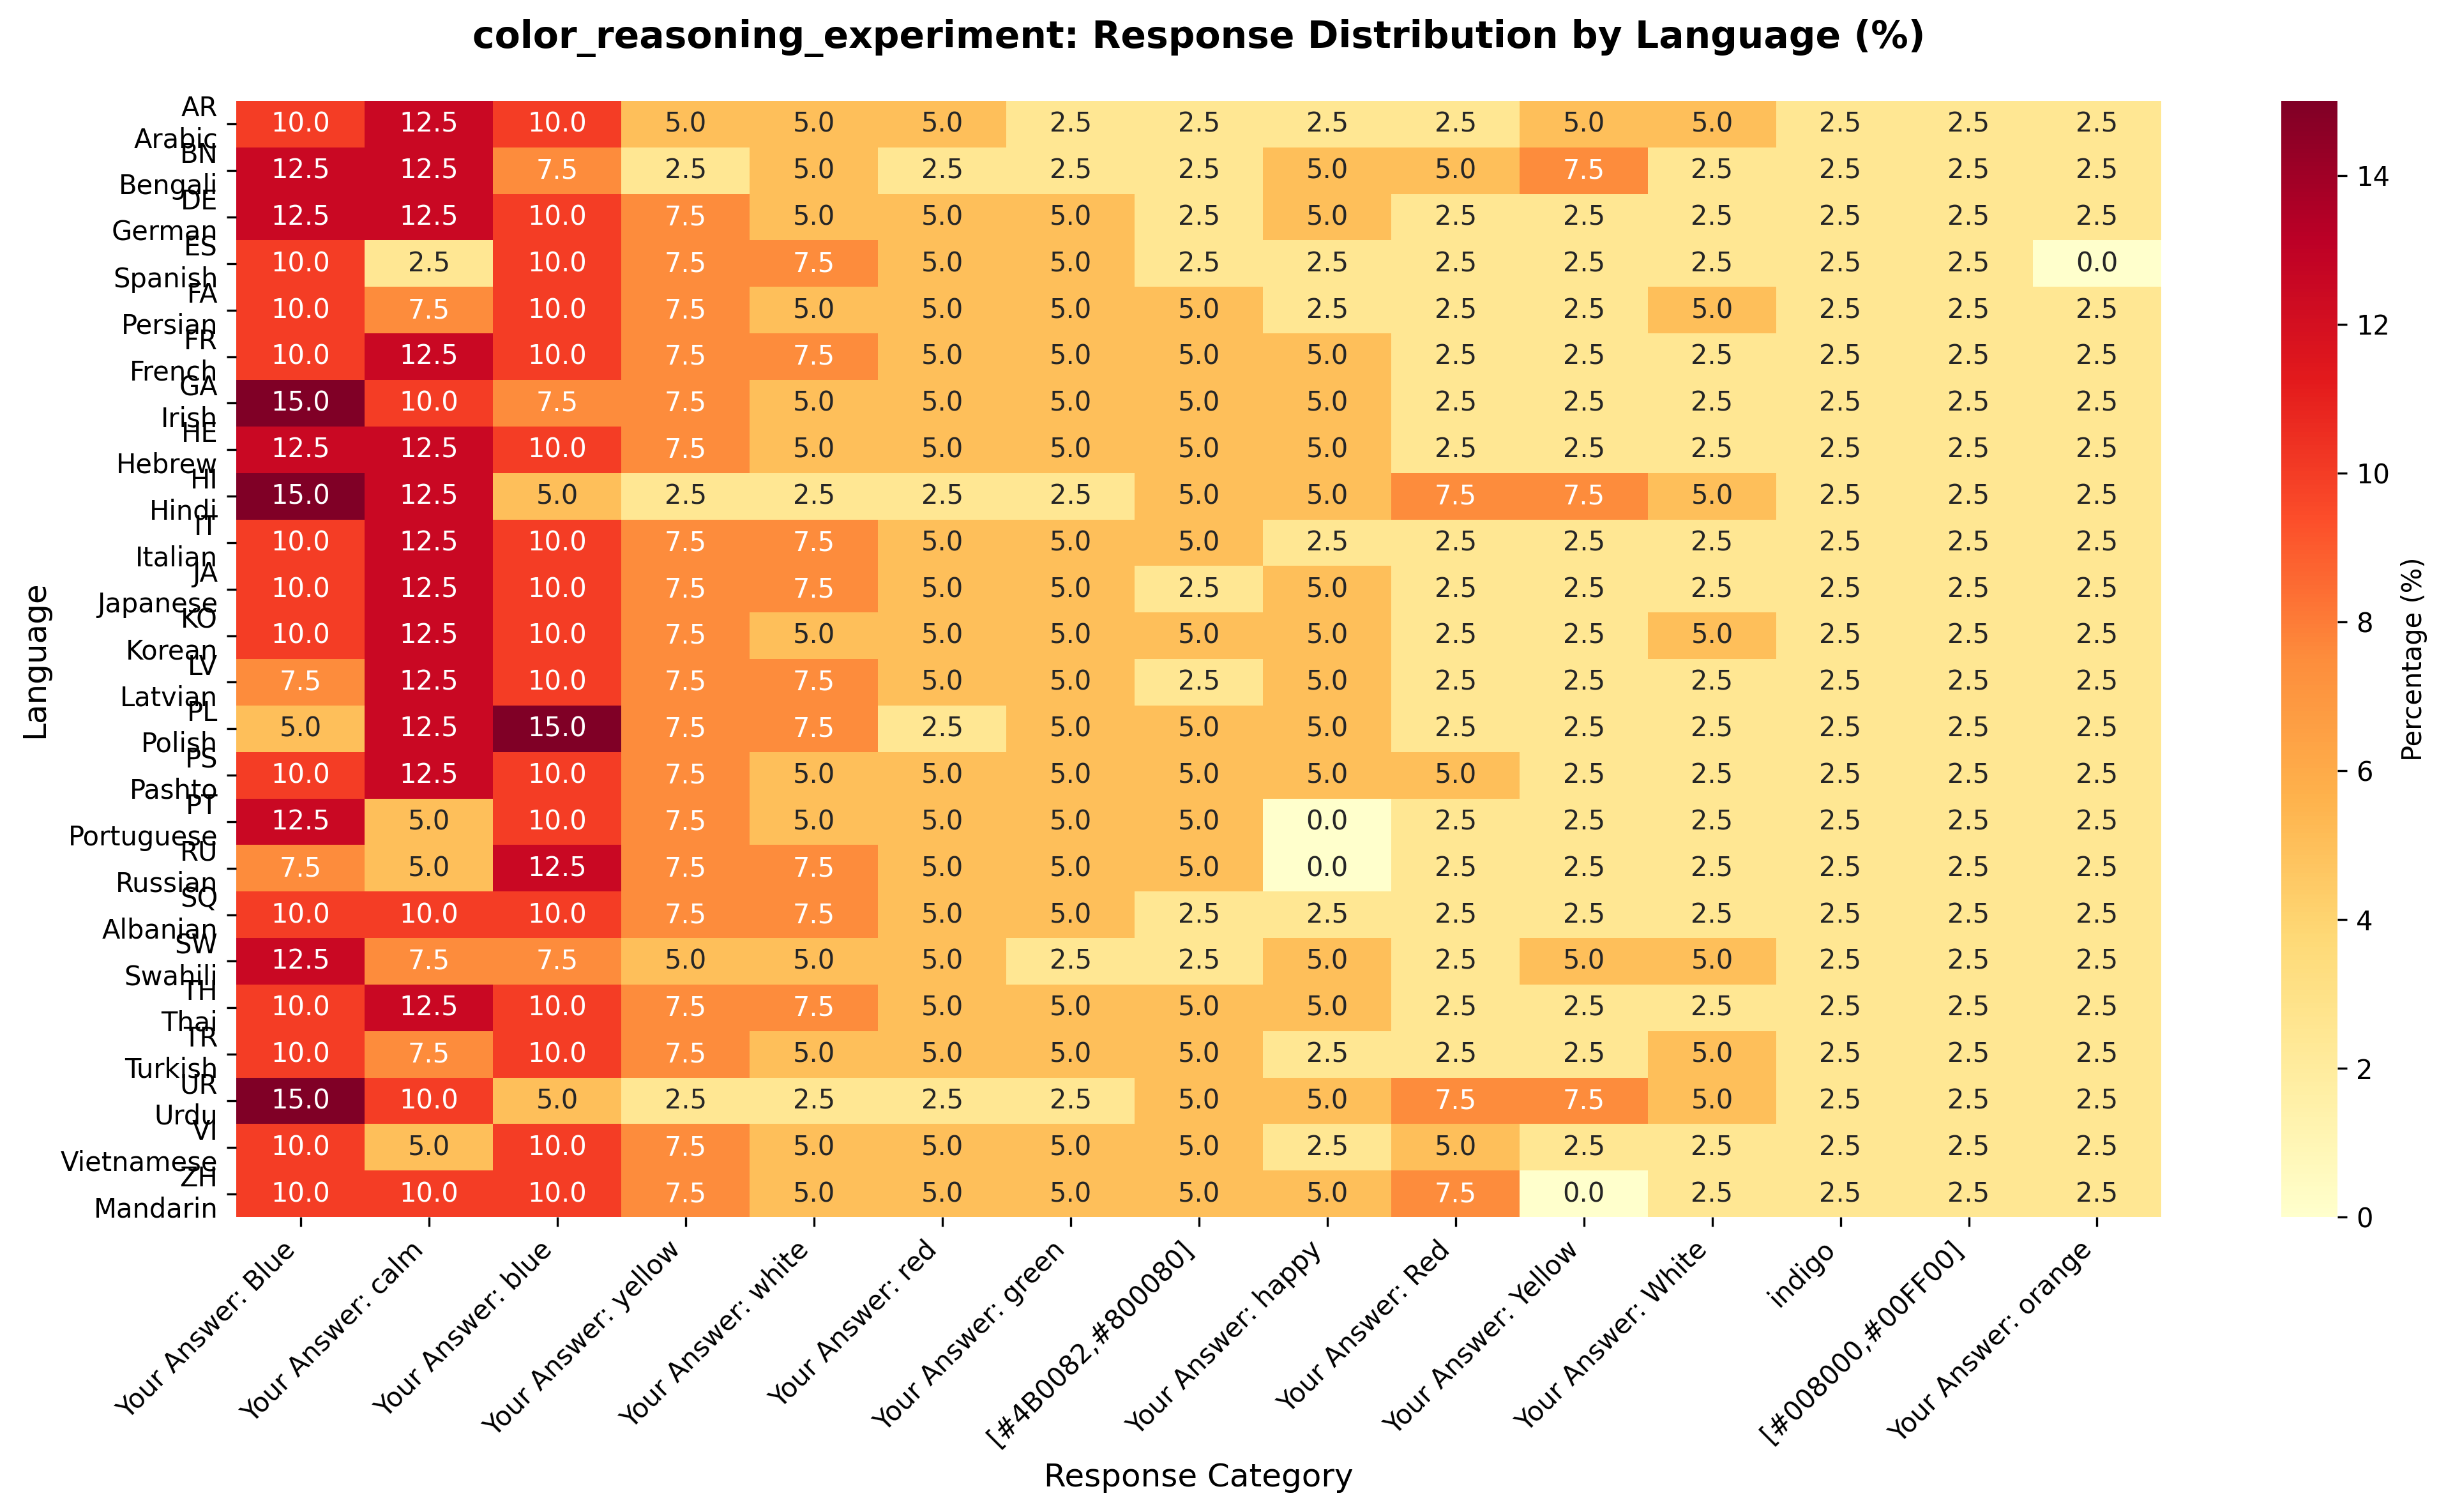 color_reasoning_experiment: Response Distribution by Language (%)
AR
Arabic
10.0 12.5 10.0 5.0 5.0 5.0 2.5 2.5 2.5 2.5 5.0 5.0 2.5 2.5 2.5
BN
Bengali
12.5 12.5 7.5 2.5 5.0 2.5 2.5 2.5 5.0 5.0 7.5 2.5 2.5 2.5 2.5
DE
German
12.5 12.5 10.0 7.5 5.0 5.0 5.0 2.5 5.0 2.5 2.5 2.5 2.5 2.5 2.5
ES
Spanish
10.0 2.5 10.0 7.5 7.5 5.0 5.0 2.5 2.5 2.5 2.5 2.5 2.5 2.5 0.0
FA
Persian
10.0 7.5 10.0 7.5 5.0 5.0 5.0 5.0 2.5 2.5 2.5 5.0 2.5 2.5 2.5
FR
French
10.0 12.5 10.0 7.5 7.5 5.0 5.0 5.0 5.0 2.5 2.5 2.5 2.5 2.5 2.5
GA
Irish
15.0 10.0 7.5 7.5 5.0 5.0 5.0 5.0 5.0 2.5 2.5 2.5 2.5 2.5 2.5
HE
Hebrew
12.5 12.5 10.0 7.5 5.0 5.0 5.0 5.0 5.0 2.5 2.5 2.5 2.5 2.5 2.5
HI
Hindi
15.0 12.5 5.0 2.5 2.5 2.5 2.5 5.0 5.0 7.5 7.5 5.0 2.5 2.5 2.5
IT
Italian
10.0 12.5 10.0 7.5 7.5 5.0 5.0 5.0 2.5 2.5 2.5 2.5 2.5 2.5 2.5
JA
Japanese
10.0 12.5 10.0 7.5 7.5 5.0 5.0 2.5 5.0 2.5 2.5 2.5 2.5 2.5 2.5
KO
Korean
10.0 12.5 10.0 7.5 5.0 5.0 5.0 5.0 5.0 2.5 2.5 5.0 2.5 2.5 2.5
LV
Latvian
7.5 12.5 10.0 7.5 7.5 5.0 5.0 2.5 5.0 2.5 2.5 2.5 2.5 2.5 2.5
PL
Polish
5.0 12.5 15.0 7.5 7.5 2.5 5.0 5.0 5.0 2.5 2.5 2.5 2.5 2.5 2.5
PS
Pashto
10.0 12.5 10.0 7.5 5.0 5.0 5.0 5.0 5.0 5.0 2.5 2.5 2.5 2.5 2.5
PT
Portuguese
12.5 5.0 10.0 7.5 5.0 5.0 5.0 5.0 0.0 2.5 2.5 2.5 2.5 2.5 2.5
RU
Russian
7.5 5.0 12.5 7.5 7.5 5.0 5.0 5.0 0.0 2.5 2.5 2.5 2.5 2.5 2.5
SQ
Albanian
10.0 10.0 10.0 7.5 7.5 5.0 5.0 2.5 2.5 2.5 2.5 2.5 2.5 2.5 2.5
SW
Swahili
12.5 7.5 7.5 5.0 5.0 5.0 2.5 2.5 5.0 2.5 5.0 5.0 2.5 2.5 2.5
TH
Thai
10.0 12.5 10.0 7.5 7.5 5.0 5.0 5.0 5.0 2.5 2.5 2.5 2.5 2.5 2.5
TR
Turkish
10.0 7.5 10.0 7.5 5.0 5.0 5.0 5.0 2.5 2.5 2.5 5.0 2.5 2.5 2.5
UR
Urdu
15.0 10.0 5.0 2.5 2.5 2.5 2.5 5.0 5.0 7.5 7.5 5.0 2.5 2.5 2.5
VI
Vietnamese
10.0 5.0 10.0 7.5 5.0 5.0 5.0 5.0 2.5 5.0 2.5 2.5 2.5 2.5 2.5
ZH
Mandarin
10.0 10.0 10.0 7.5 5.0 5.0 5.0 5.0 5.0 7.5 0.0 2.5 2.5 2.5 2.5
Language
Your Answer: Blue
Your Answer: calm
Your Answer: blue
Your Answer: yellow
Your Answer: white
Your Answer: red
Your Answer: green
[#4B0082,#800080]
Your Answer: happy
Your Answer: Red
Your Answer: Yellow
Your Answer: White
indigo
[#008000,#00FF00]
Your Answer: orange
Response Category
14
12
10
8
6
4
2
0
Percentage (%)